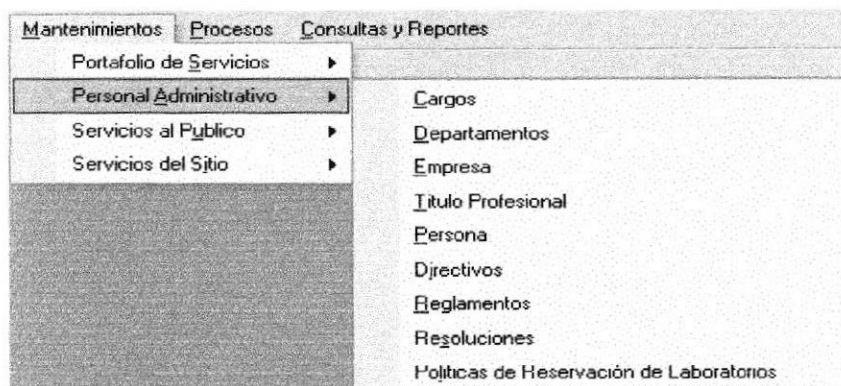 Mantenimientos Procesos Consultas y Reportes
Portafolio de Servicios
Personal Administrativo
Servicios al Publico
Servicios del Sitio
Cargos
Departamentos
Empresa
Titulo Profesional
Persona
Directivos
Reglamentos
Resoluciones
Politicas de Reservación de Laboratorios